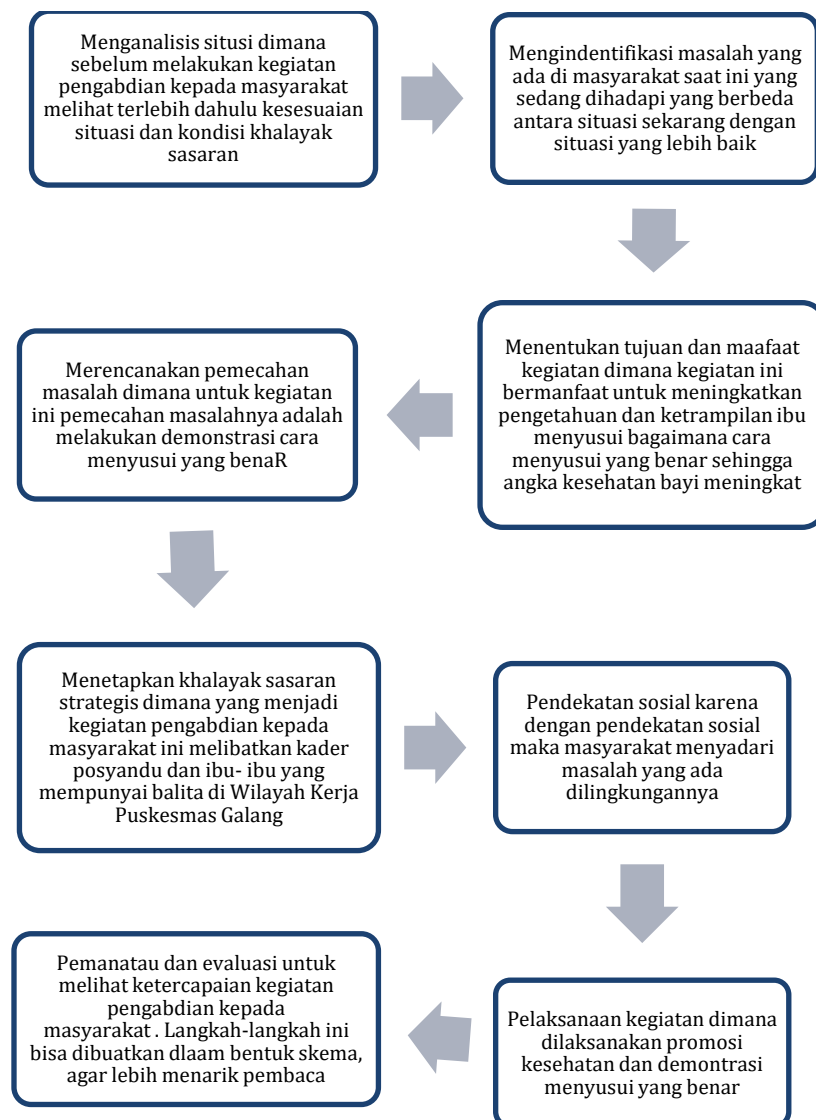 Menganalisis situsi dimana
sebelum melakukan kegiatan
pengabdian kepada masyarakat
melihat terlebih dahulu kesesuaian
situasi dan kondisi khalayak
sasaran
Mengindentifikasi masalah yang
ada di masyarakat saat ini yang
sedang dihadapi yang berbeda
antara situasi sekarang dengan
situasi yang lebih baik
Menentukan tujuan dan maafaat
kegiatan dimana kegiatan ini
bermanfaat untuk meningkatkan
pengetahuan dan ketrampilan ibu
menyusui bagaimana cara
menyusui yang benar sehingga
angka kesehatan bayi meningkat
Merencanakan pemecahan
masalah dimana untuk kegiatan
ini pemecahan masalahnya adalah
melakukan demonstrasi cara
menyusui yang benaR
Menetapkan khalayak sasaran
strategis dimana yang menjadi
kegiatan pengabdian kepada
masyarakat ini melibatkan kader
posyandu dan ibu- ibu yang
mempunyai balita di Wilayah Kerja
Puskesmas Galang
Pendekatan sosial karena
dengan pendekatan sosial
maka masyarakat menyadari
masalah yang ada
dilingkungannya
Pelaksanaan kegiatan dimana
dilaksanakan promosi
kesehatan dan demontrasi
menyusui yang benar
Pemanatau dan evaluasi untuk
melihat ketercapaian kegiatan
pengabdian kepada
masyarakat . Langkah-langkah ini
bisa dibuatkan dlaam bentuk skema,
agar lebih menarik pembaca